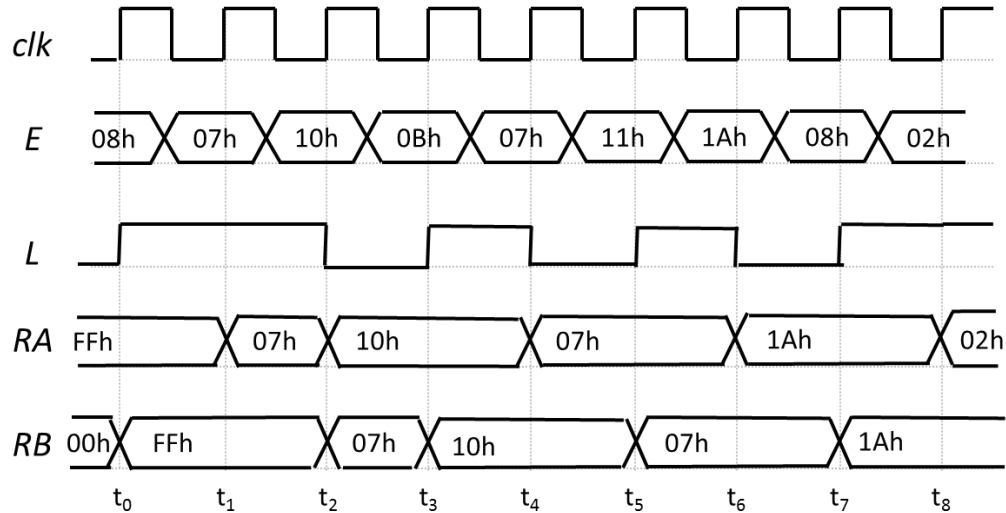 clk
E 08h 07h 10h 0Bh 07h 11h 1Ah 08h 02h
L
RA FFh 07h 10h 07h 1Ah 02h
RB 00h FFh 07h 10h 07h 1Ah
t0 t1 t2 t3 t4 t5 t6 t7 t8